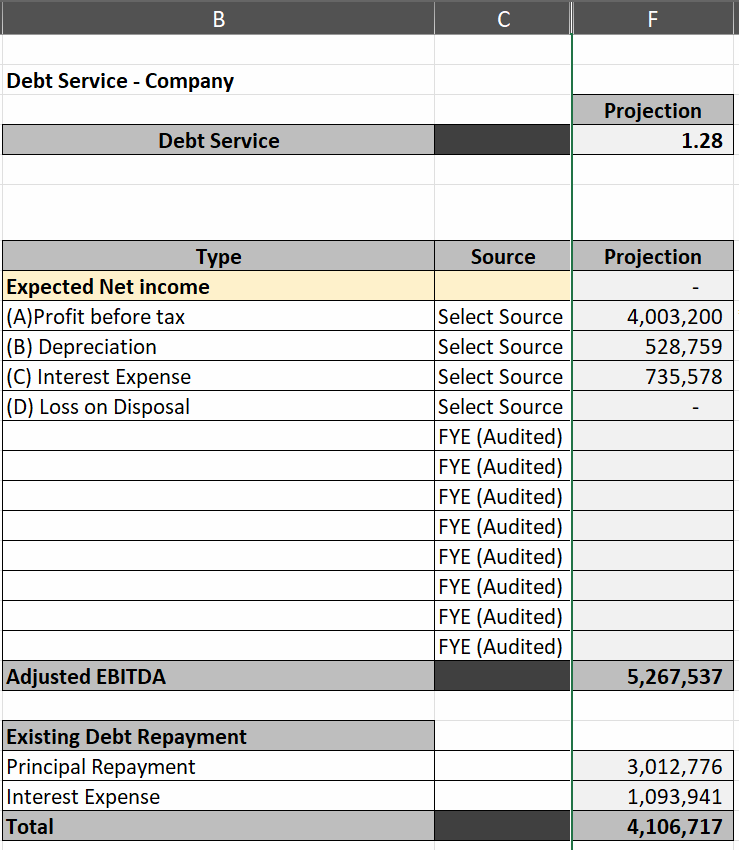 B C F
Debt Service - Company
Projection
Debt Service 1.28
Type Source Projection
Expected Net income -
(A)Profit before tax Select Source 4,003,200
(B) Depreciation Select Source 528,759
(C) Interest Expense Select Source 735,578
(D) Loss on Disposal Select Source -
FYE (Audited)
FYE (Audited)
FYE (Audited)
FYE (Audited)
FYE (Audited)
FYE (Audited)
FYE (Audited)
FYE (Audited)
Adjusted EBITDA 5,267,537
Existing Debt Repayment
Principal Repayment 3,012,776
Interest Expense 1,093,941
Total 4,106,717